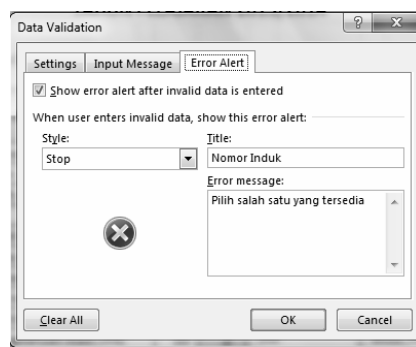 Data Validation
Settings Input Message Error Alert
Show error alert after invalid data is entered
When user enters invalid data, show this error alert:
Style: Title:
Stop Nomor Induk
Error message:
Pilih salah satu yang tersedia
Clear All OK Cancel